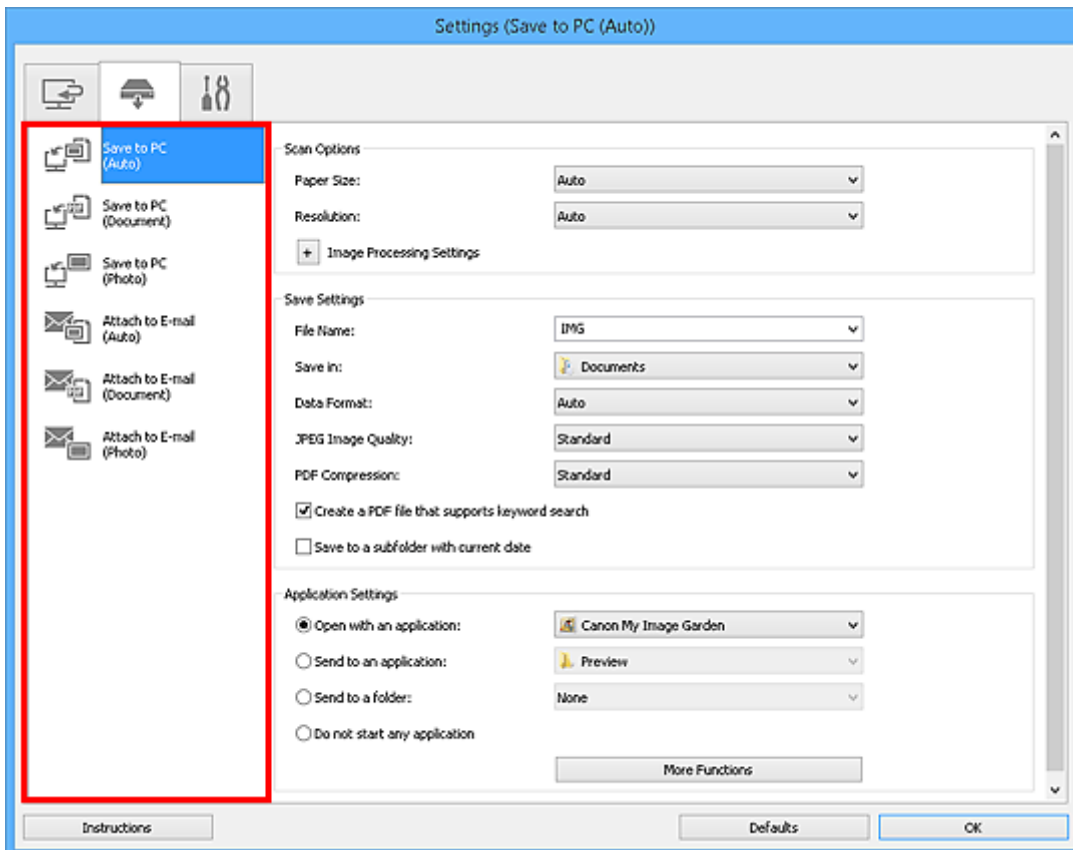 Settings (Save to PC (Auto))
Save to PC
(Auto)
Save to PC
(Document)
Save to PC
(Photo)
Attach to E-mail
(Auto)
Attach to E-mail
(Document)
Attach to E-mail
(Photo)
Scan Options
Paper Size: Auto
Resolution: Auto
+ Image Processing Settings
Save Settings
File Name: IMG
Save in: Documents
Data Format: Auto
JPEG Image Quality: Standard
PDF Compression: Standard
Create a PDF file that supports keyword search
Save to a subfolder with current date
Application Settings
Open with an application: Canon My Image Garden
Send to an application: Preview
Send to a folder: None
Do not start any application
More Functions
Instructions Defaults OK